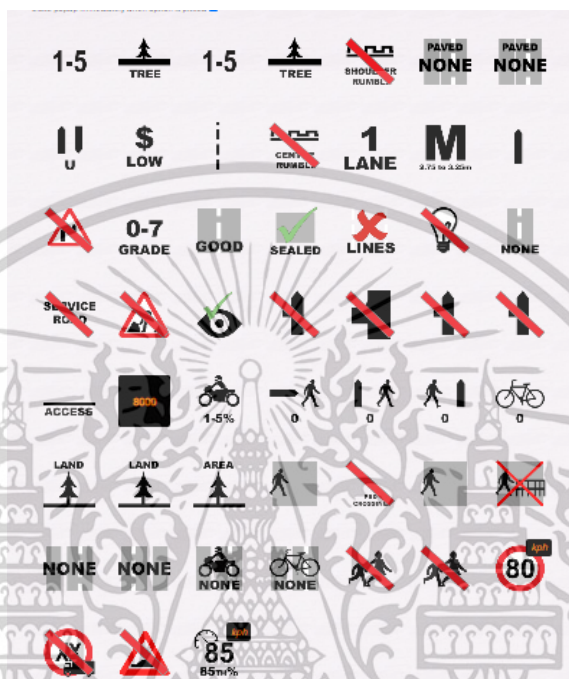 1-5
TREE
1-5
TREE
SHOULDER
RUMBLE
PAVED
NONE
PAVED
NONE
U
$
LOW
CENTRE
RUMBLE
1
LANE
M
2.75 to 3.25m
0-7
GRADE
GOOD
SEALED
LINES
NONE
SERVICE
ROAD
ACCESS
8000
1-5%
0
0
0
0
LAND
LAND
AREA
PED
CROSSING
NONE
NONE
NONE
NONE
kph
80
XX
kph
85
85TH%